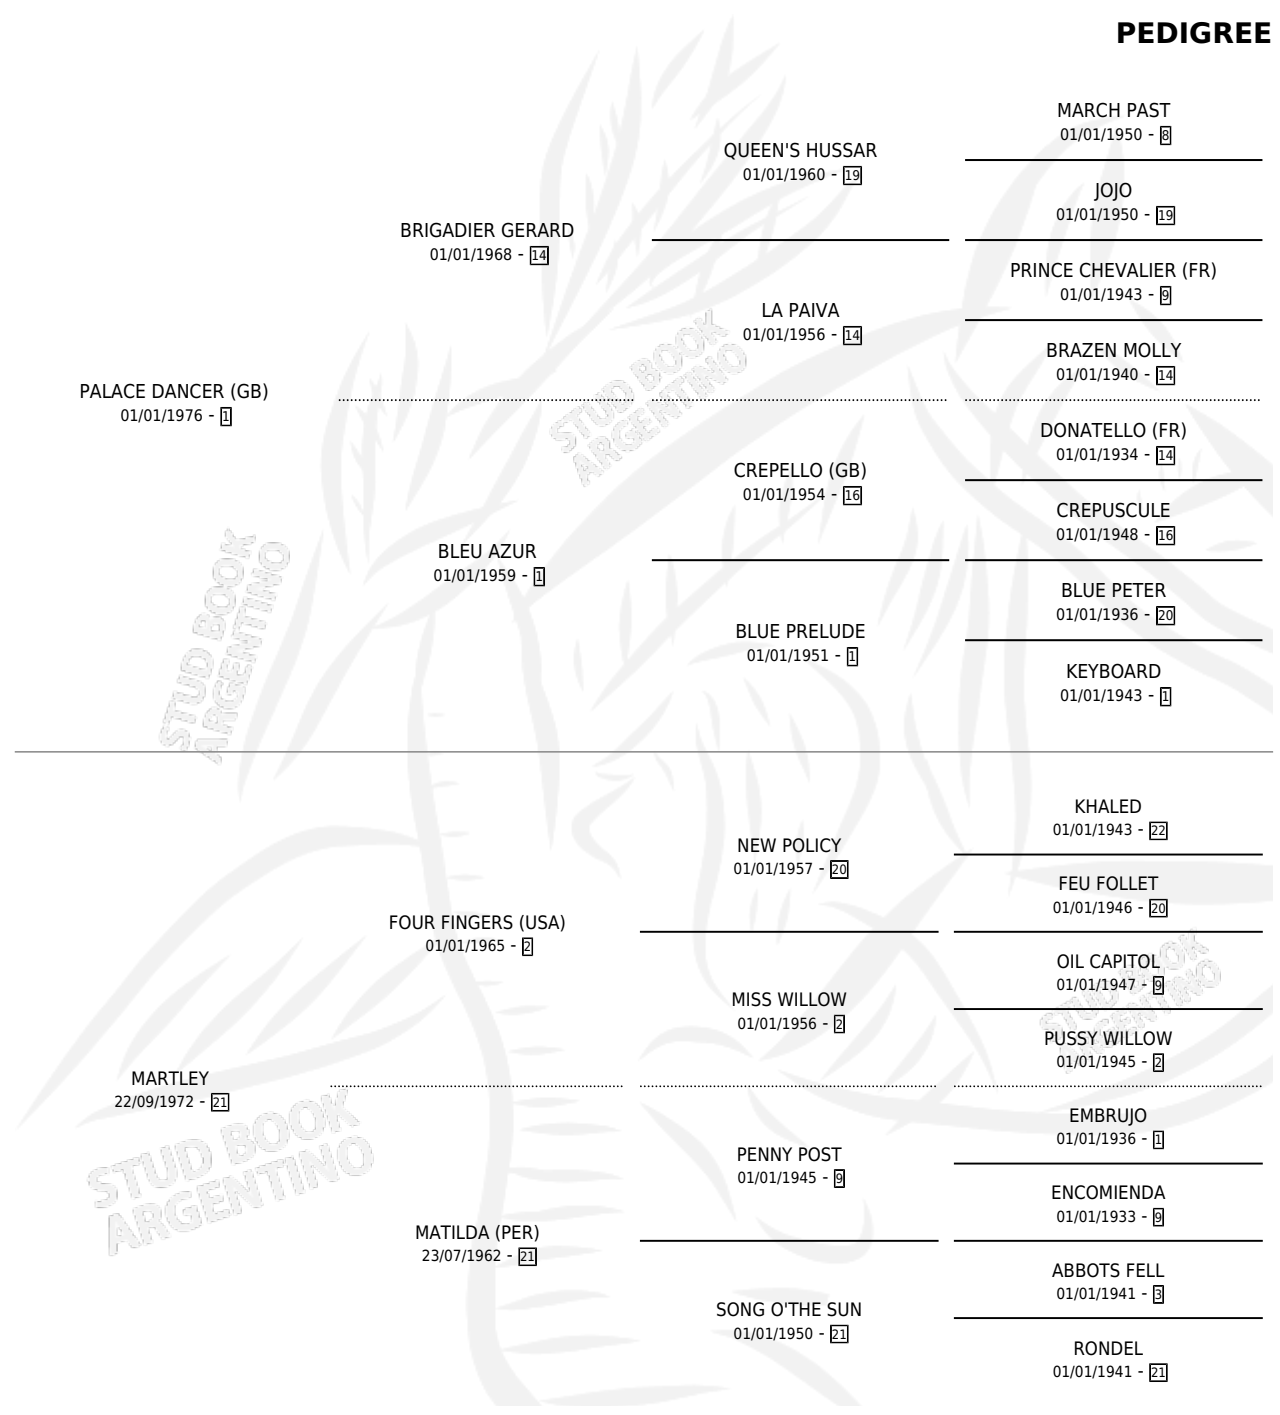 PEDIGREE
MARCH PAST
01/01/1950 - 8
QUEEN'S HUSSAR
01/01/1960 - 19
JOJO
01/01/1950 - 19
BRIGADIER GERARD
01/01/1968 - 14
PRINCE CHEVALIER (FR)
01/01/1943 - 9
LA PAIVA
01/01/1956 - 14
BRAZEN MOLLY
01/01/1940 - 14
PALACE DANCER (GB)
01/01/1976 - 1
DONATELLO (FR)
01/01/1934 - 14
CREPELLO (GB)
01/01/1954 - 16
CREPUSCULE
01/01/1948 - 16
BLEU AZUR
01/01/1959 - 1
BLUE PETER
01/01/1936 - 20
BLUE PRELUDE
01/01/1951 - 1
KEYBOARD
01/01/1943 - 1
KHALED
01/01/1943 - 22
NEW POLICY
01/01/1957 - 20
FEU FOLLET
01/01/1946 - 20
FOUR FINGERS (USA)
01/01/1965 - 2
OIL CAPITOL
01/01/1947 - 9
MISS WILLOW
01/01/1956 - 2
PUSSY WILLOW
01/01/1945 - 2
MARTLEY
22/09/1972 - 21
EMBRUJO
01/01/1936 - 1
PENNY POST
01/01/1945 - 9
ENCOMIENDA
01/01/1933 - 9
MATILDA (PER)
23/07/1962 - 21
ABBOTS FELL
01/01/1941 - 3
SONG O'THE SUN
01/01/1950 - 21
RONDEL
01/01/1941 - 21
STUD BOOK
ARGENTINO
STUD BOOK
ARGENTINO
STUD BOOK
ARGENTINO
STUD BOOK
ARGENTINO